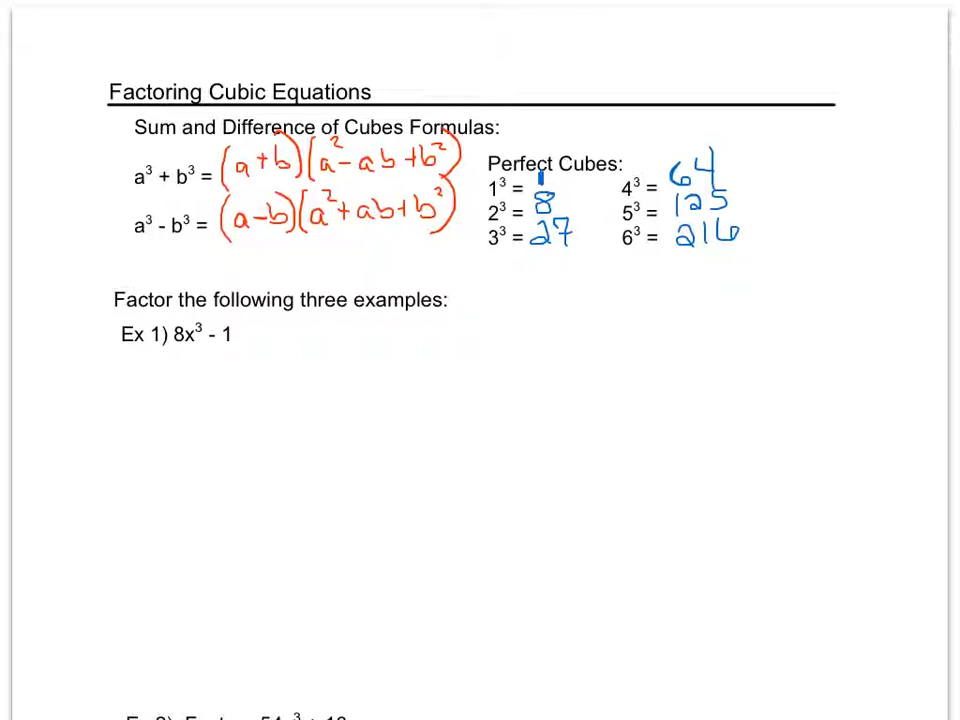 Factoring Cubic Equations
Sum and Difference of Cubes Formulas:
a³ + b³ = (a+b)(a² - ab + b²)
a³ - b³ = (a-b)(a² + ab + b²)
Perfect Cubes:
1³ = 1 4³ = 64
2³ = 8 5³ = 125
3³ = 27 6³ = 216
Factor the following three examples:
Ex 1) 8x³ - 1